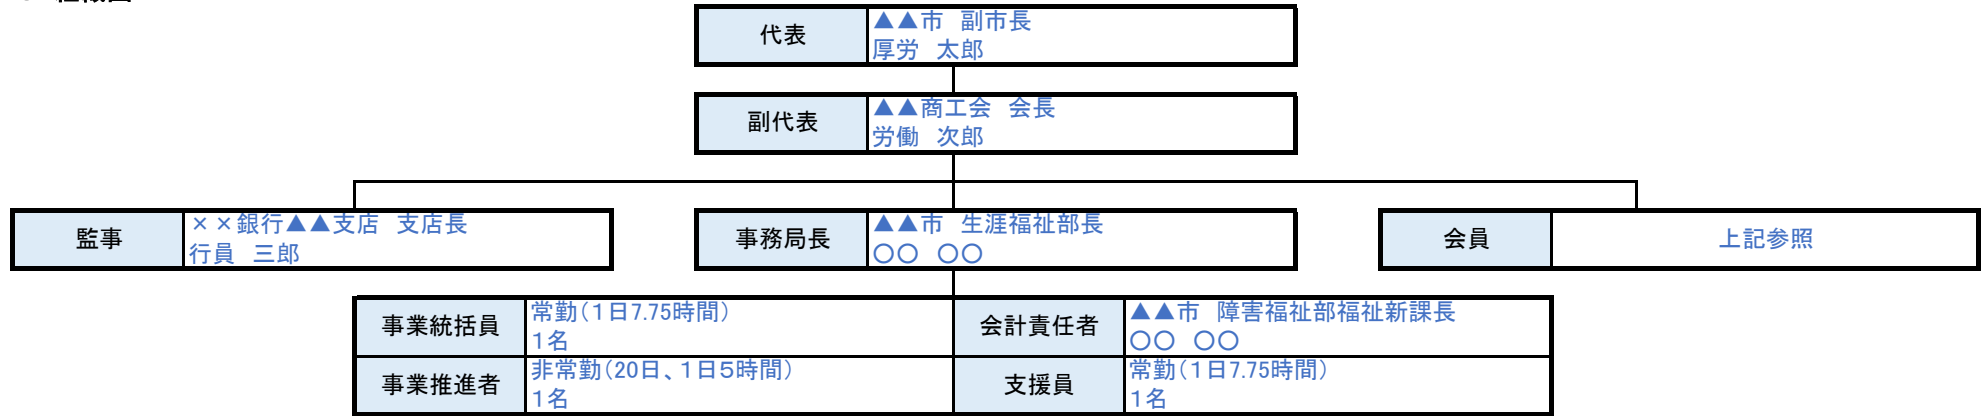 代表
▲▲市　副市長
厚労　太郎
副代表
▲▲商工会　会長
労働　次郎
監事
××銀行▲▲支店　支店長
行員　三郎
事務局長
▲▲市　生涯福祉部長
○○　○○
会員
上記参照
事業統括員
常勤（１日7.75時間）
１名
会計責任者
▲▲市　障害福祉部福祉新課長
○○　○○
事業推進者
非常勤（20日、１日５時間）
１名
支援員
常勤（１日7.75時間）
１名